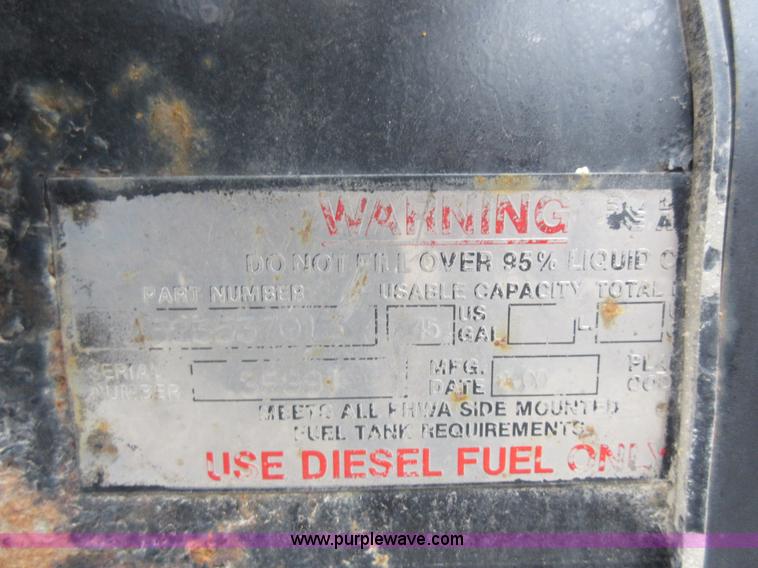 WARNING
DO NOT FILL OVER 95% LIQUID C
PART NUMBER USABLE CAPACITY TOTAL
45 US GAL L
SERIAL NUMBER MFG. DATE
MEETS ALL FHWA SIDE MOUNTED
FUEL TANK REQUIREMENTS
USE DIESEL FUEL ONLY
www.purplewave.com